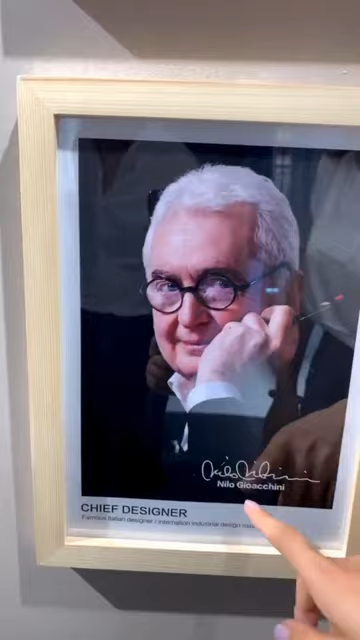 Nilo Gioacchini
CHIEF DESIGNER
Famous Italian designer / internation industrial design